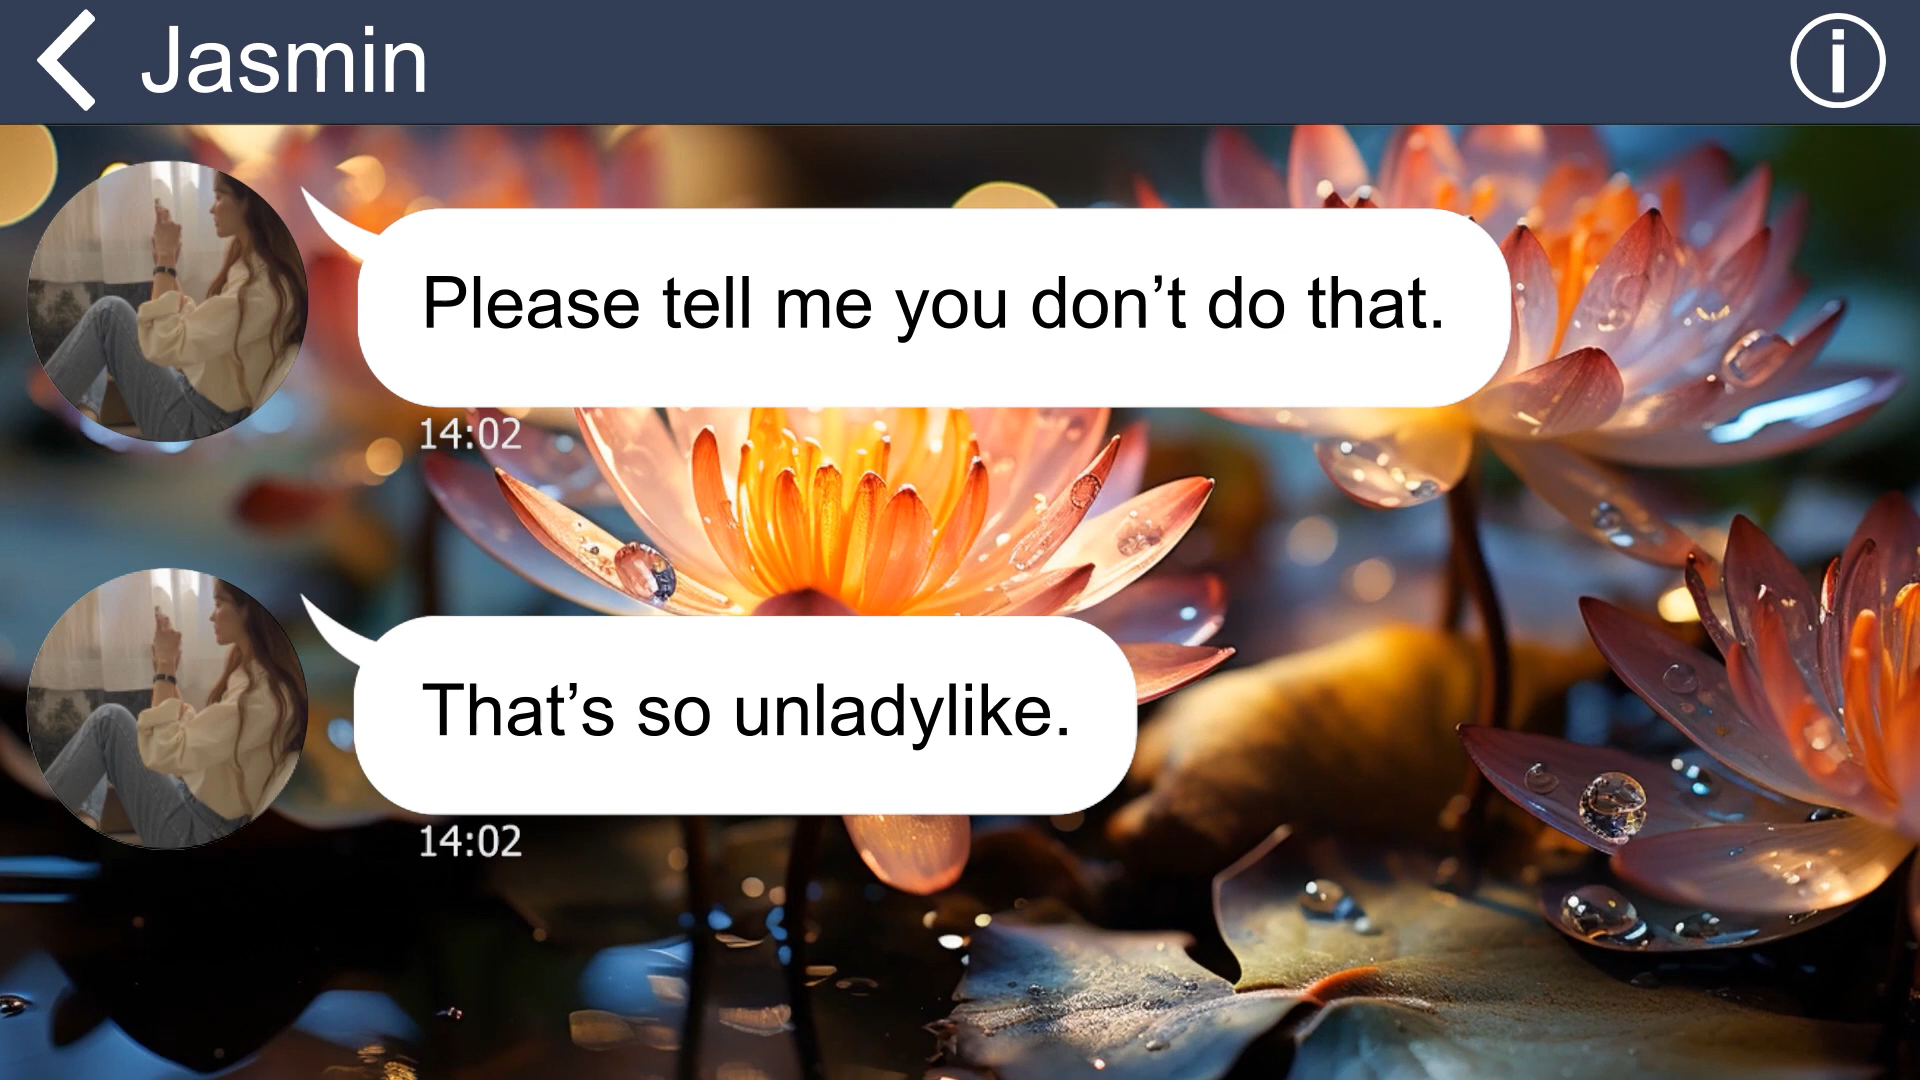 Jasmin
Please tell me you don’t do that.
14:02
That’s so unladylike.
14:02